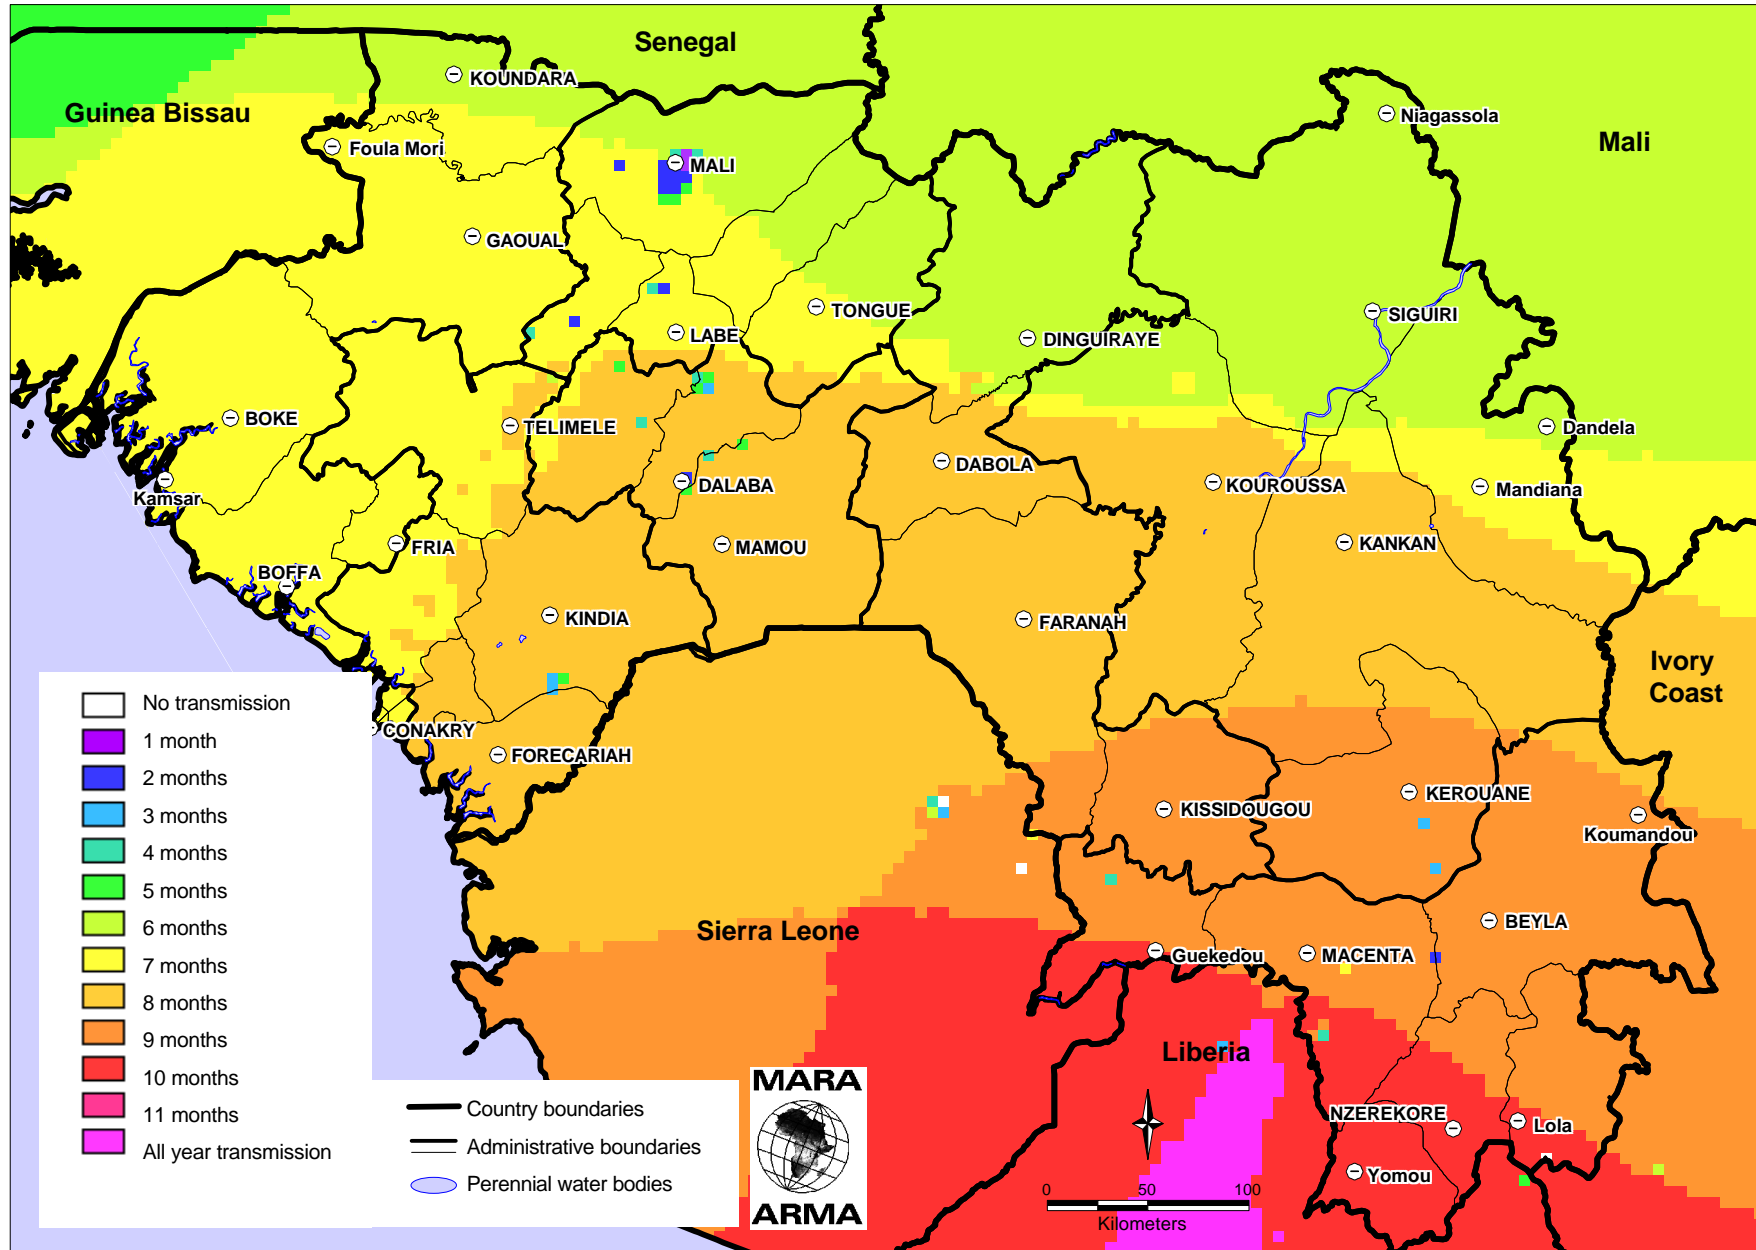 Senegal
KOUNDARA
Guinea Bissau
Niagassola
Foula Mori
Mali
MALI
GAOUAL
TONGUE
SIGUIRI
LABE
DINGUIRAYE
BOKE
TELIMELE
Dandela
DABOLA
DALABA
KOUROUSSA
Mandiana
Kamsar
FRIA
MAMOU
KANKAN
BOFFA
KINDIA
FARANAH
Ivory
Coast
No transmission
CONAKRY
1 month
FORECARIAH
2 months
KEROUANE
3 months
KISSIDOUGOU
Koumandou
4 months
5 months
6 months
BEYLA
Sierra Leone
7 months
Guekedou
MACENTA
8 months
9 months
Liberia
10 months
MARA
11 months
Country boundaries
NZEREKORE
Lola
All year transmission
Administrative boundaries
Yomou
Perennial water bodies
0 50 100
ARMA
Kilometers